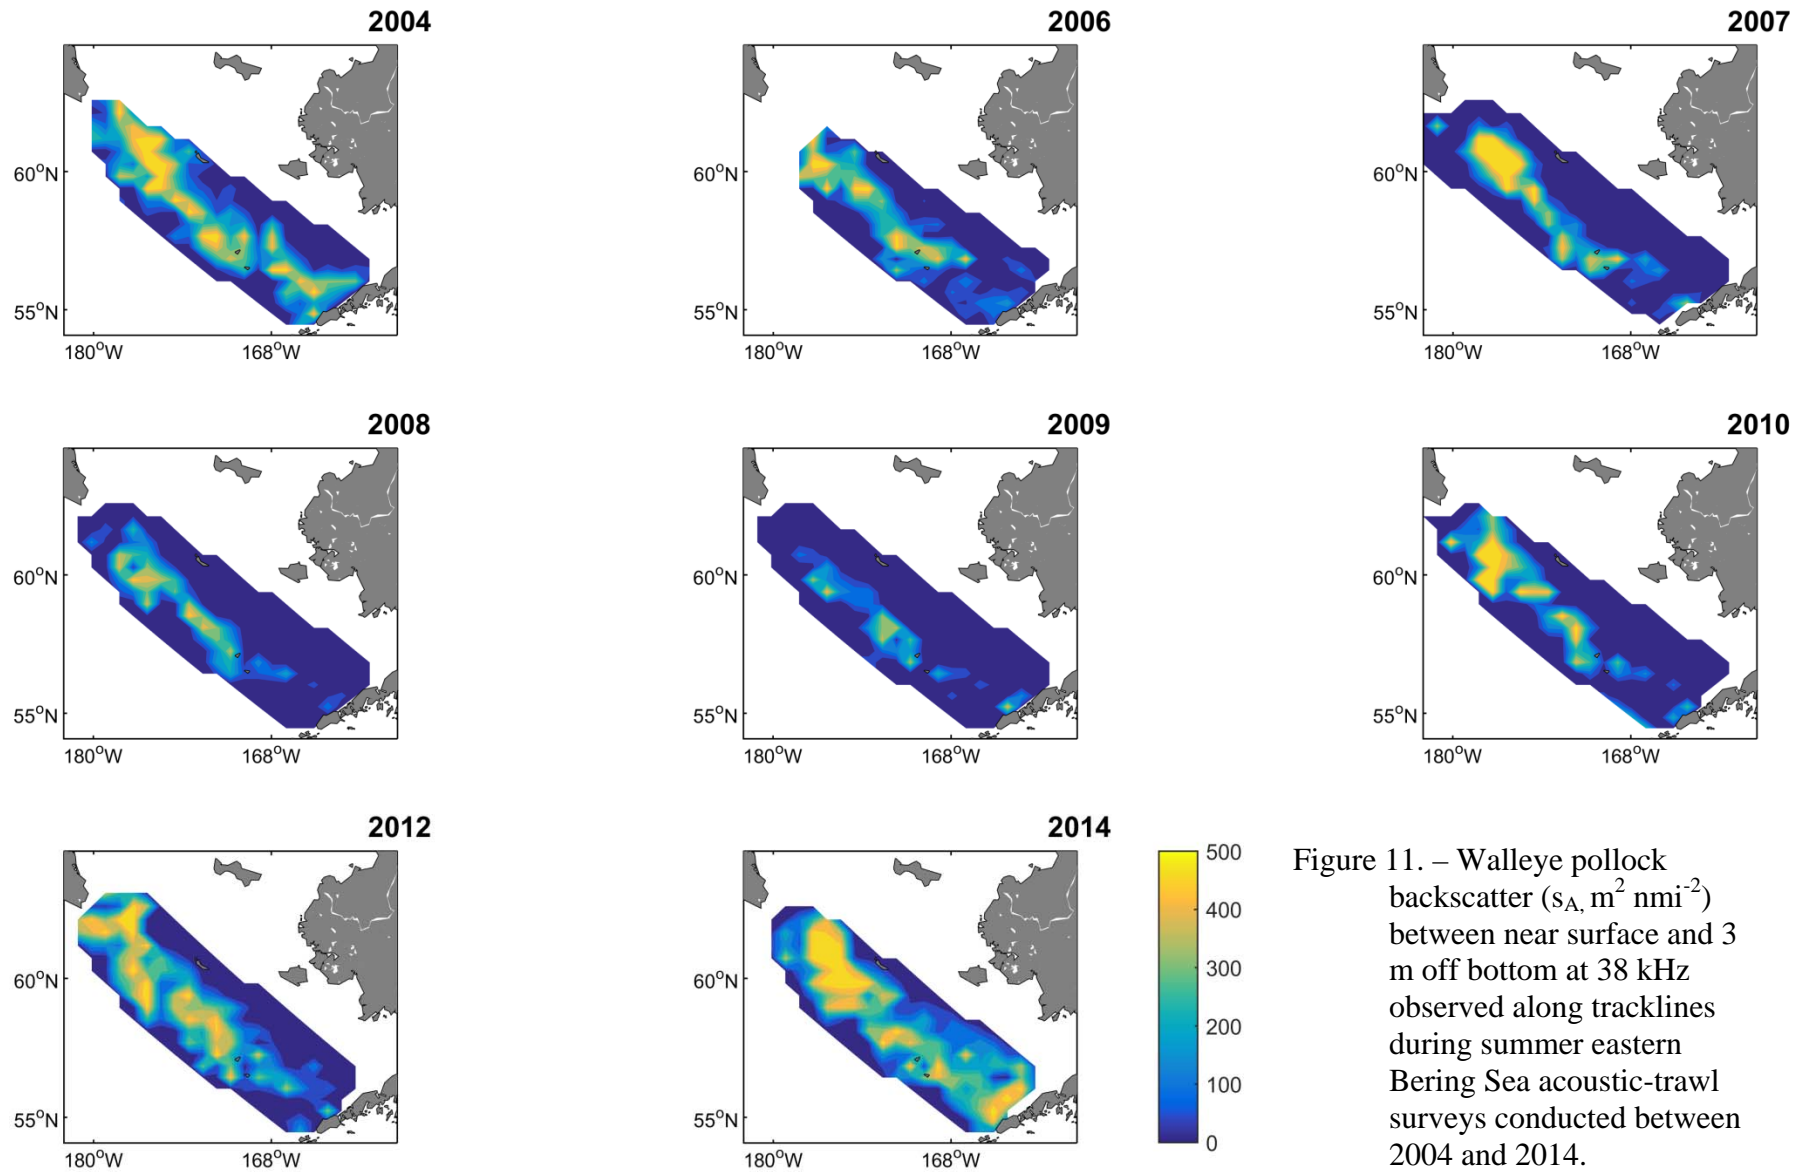 2004
60°N
55°N
180°W
168°W
2006
60°N
55°N
180°W
168°W
2007
60°N
55°N
180°W
168°W
2008
60°N
55°N
180°W
168°W
2009
60°N
55°N
180°W
168°W
2010
60°N
55°N
180°W
168°W
2012
60°N
55°N
180°W
168°W
2014
60°N
55°N
180°W
168°W
500
400
300
200
100
0
Figure 11. – Walleye pollock
backscatter (s_A, m² nmi⁻²)
between near surface and 3
m off bottom at 38 kHz
observed along tracklines
during summer eastern
Bering Sea acoustic-trawl
surveys conducted between
2004 and 2014.